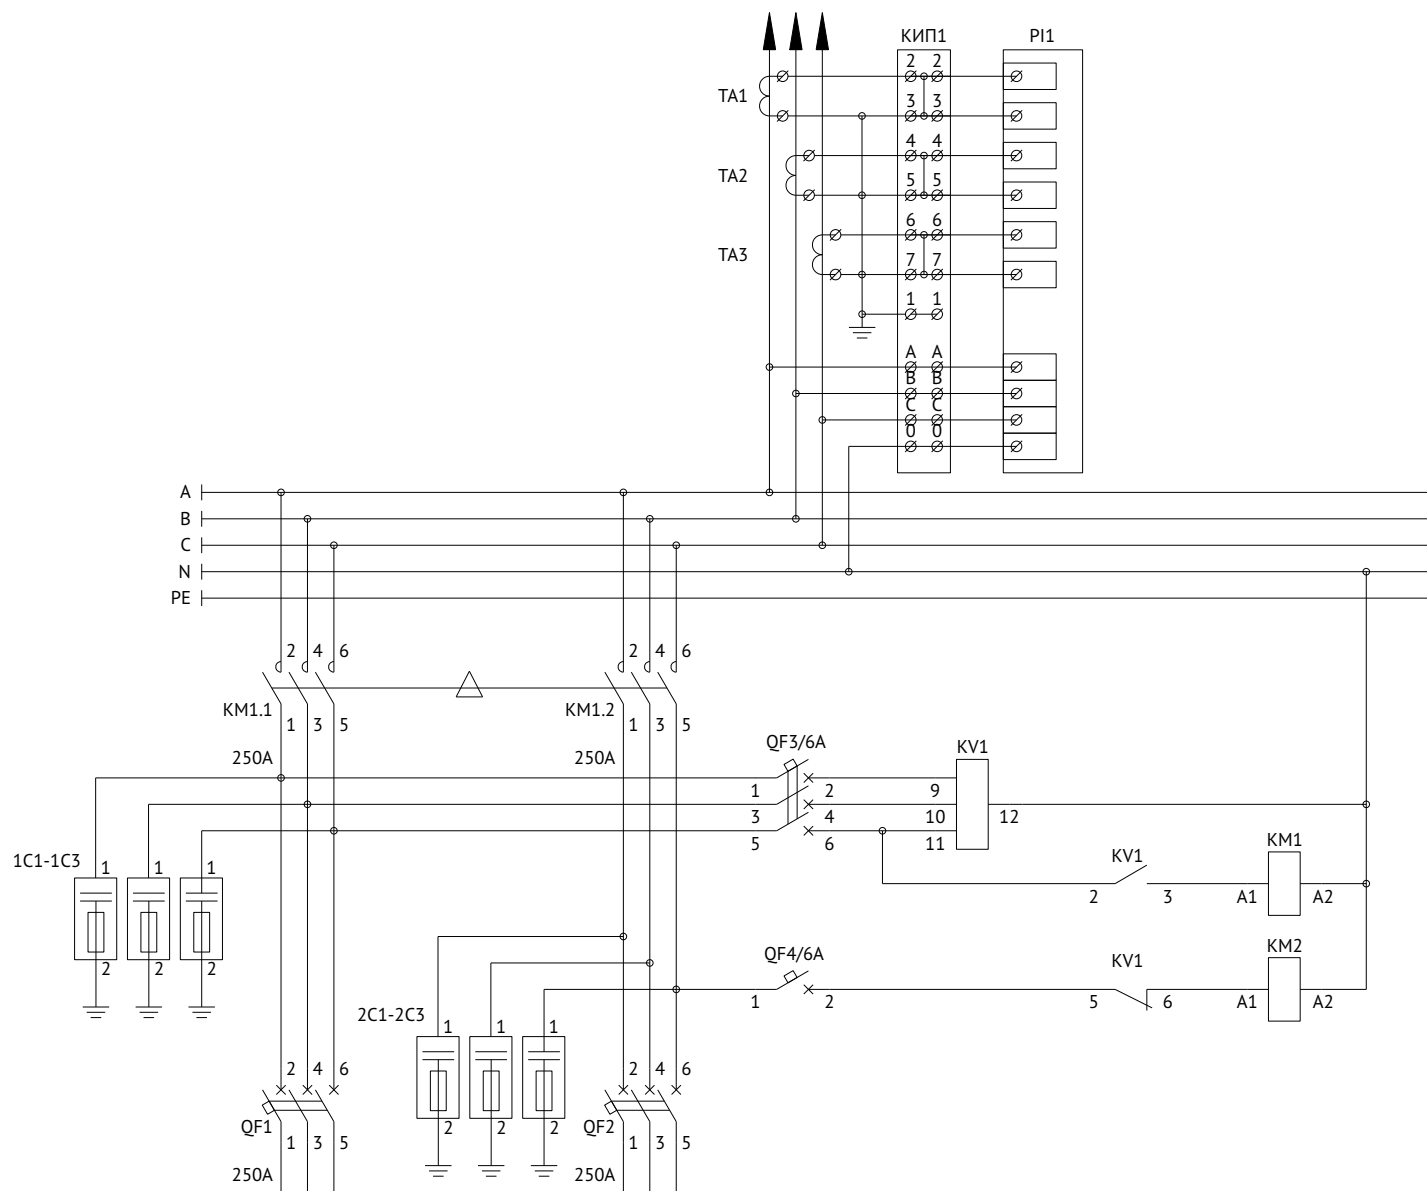 КИП1 PI1
2 2
TA1
3 3
4 4
TA2
5 5
6 6
TA3
7 7
1 1
A A
B B
C C
0 0
A
B
C
N
PE
2 4 6 2 4 6
KM1.1 KM1.2
1 3 5 1 3 5
250A 250A
QF3/6A KV1
1 2 9
3 4 10 12
5 6 11
1C1-1C3
1 1 1
2 2 2
KV1 KM1
2 3 A1 A2
QF4/6A KV1 KM2
1 2 5 6 A1 A2
2C1-2C3
1 1 1
2 2 2
2 4 6 2 4 6
QF1 QF2
1 3 5 1 3 5
250A 250A